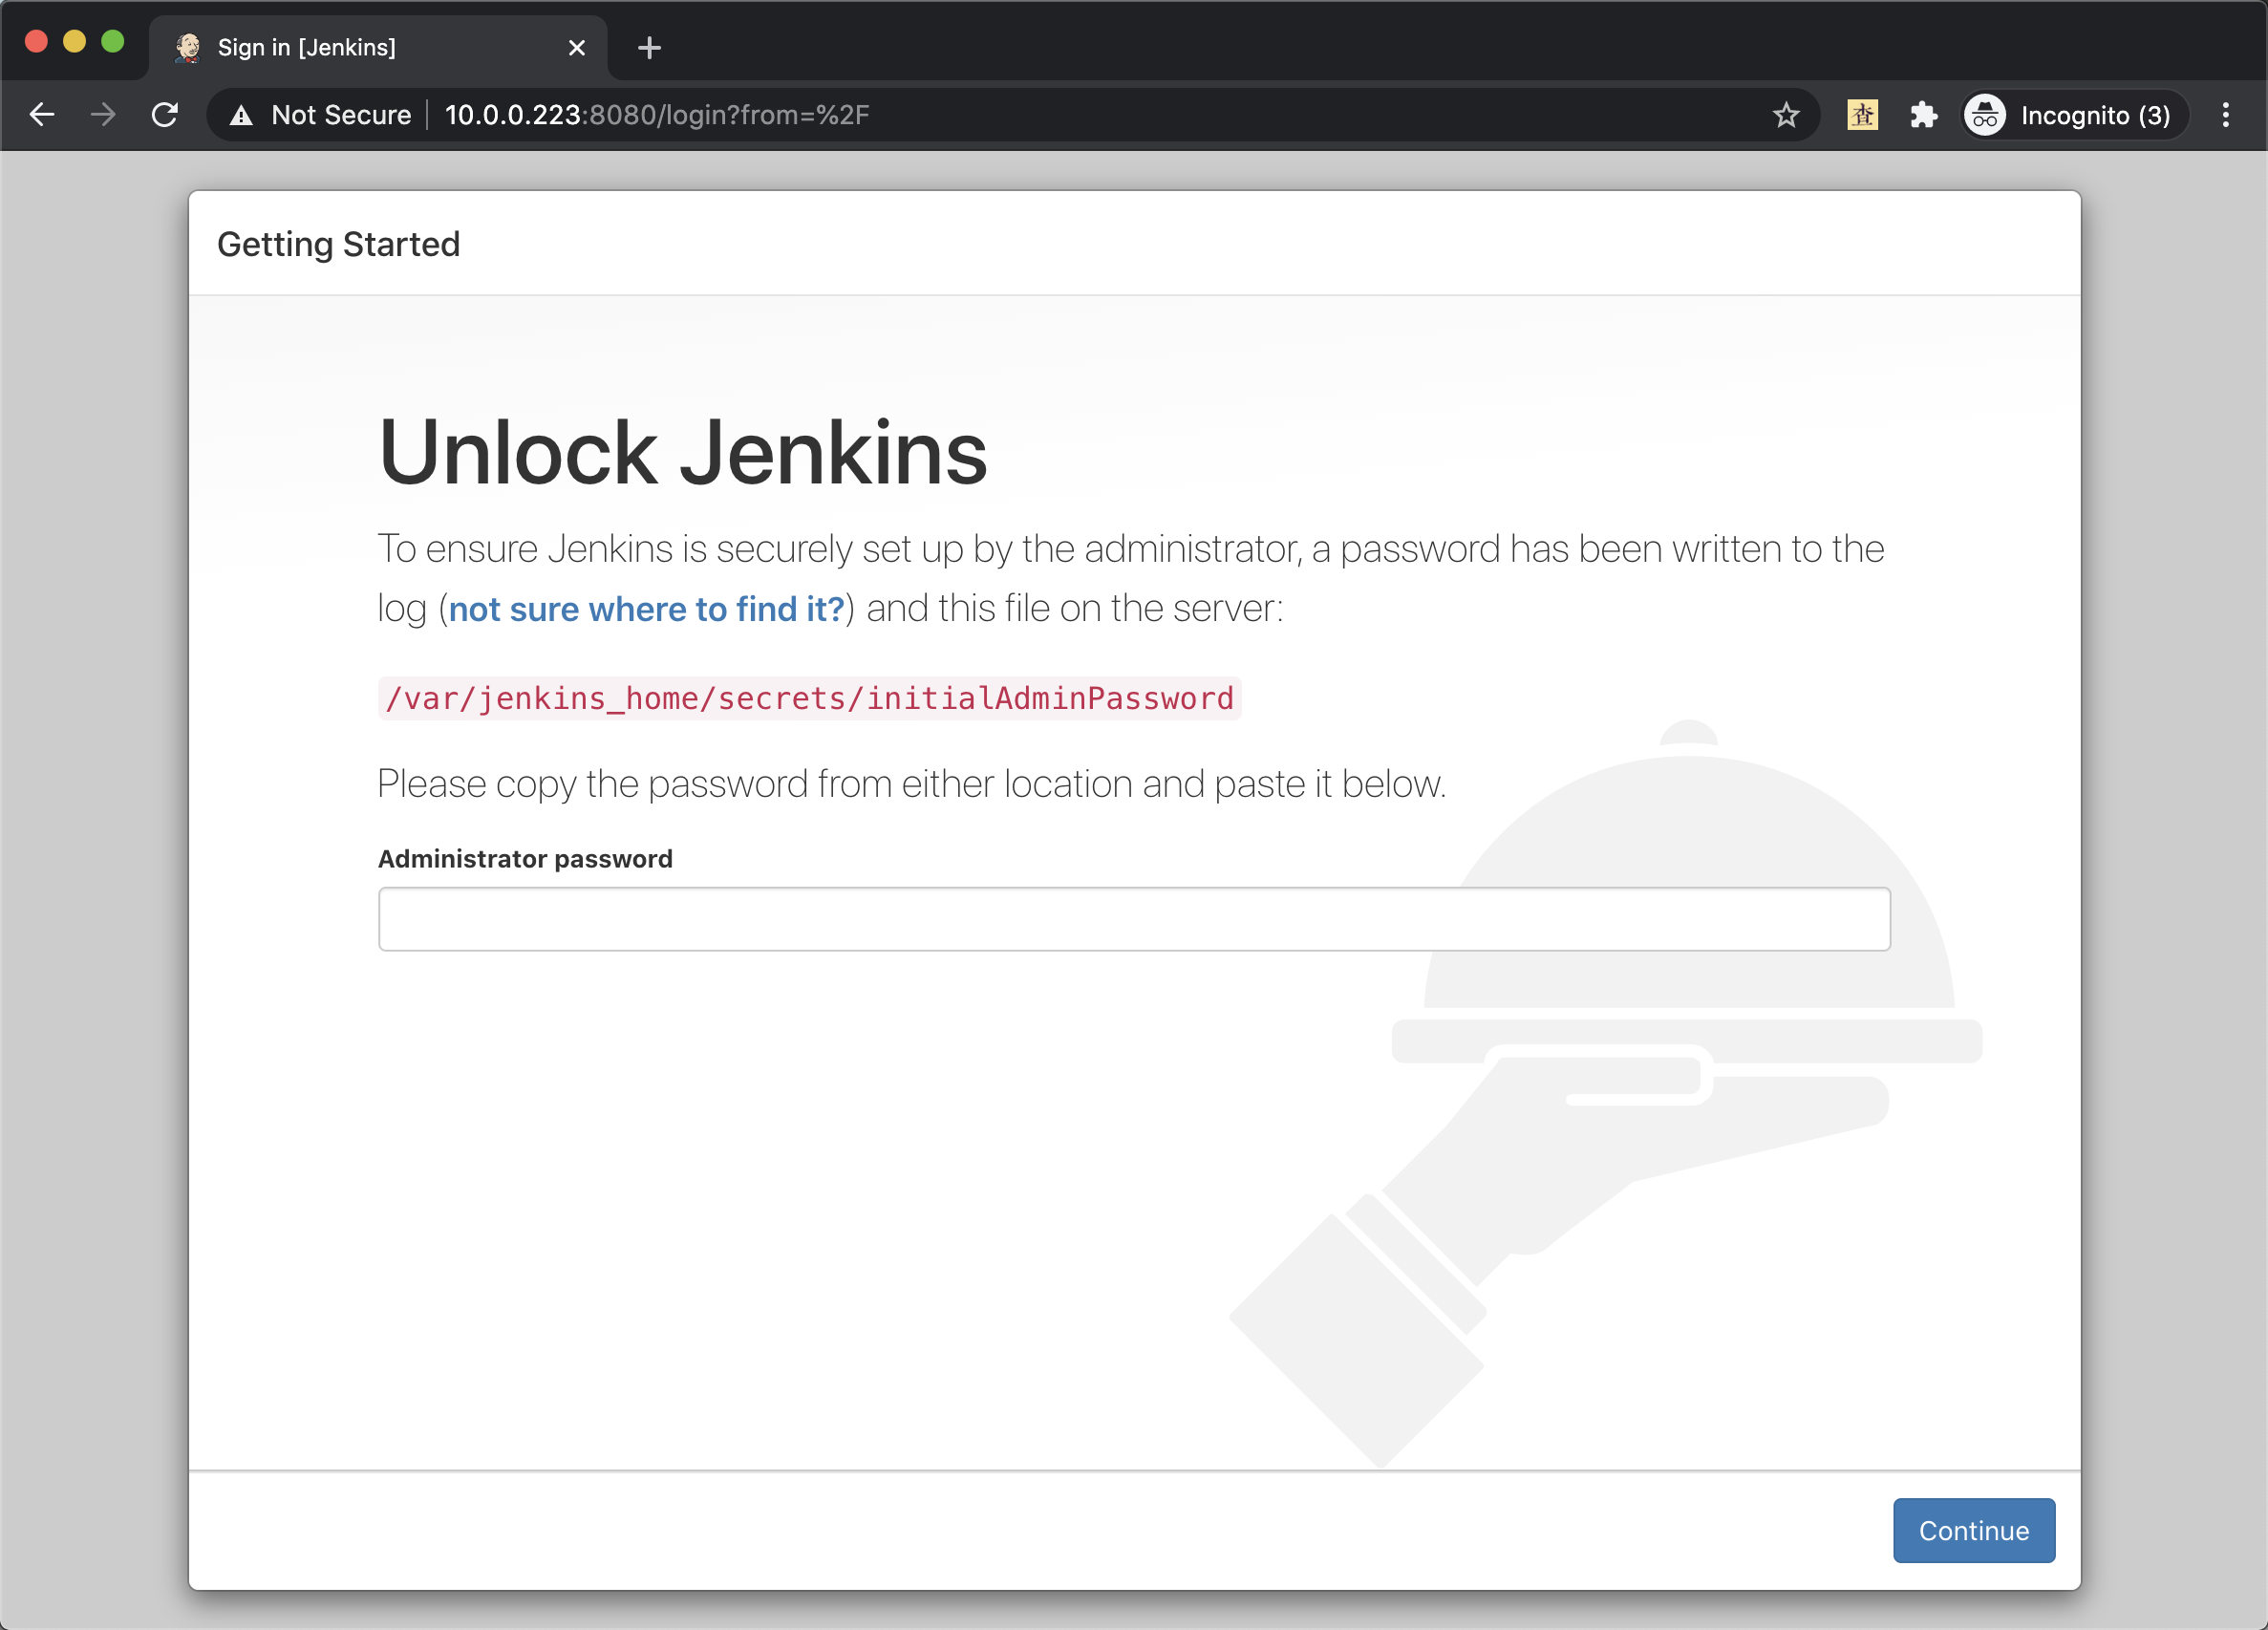 Sign in [Jenkins]
Not Secure 10.0.0.223:8080/login?from=%2F 査 Incognito (3)
Getting Started
Unlock Jenkins
To ensure Jenkins is securely set up by the administrator, a password has been written to the
log (not sure where to find it?) and this file on the server:
/var/jenkins_home/secrets/initialAdminPassword
Please copy the password from either location and paste it below.
Administrator password
Continue